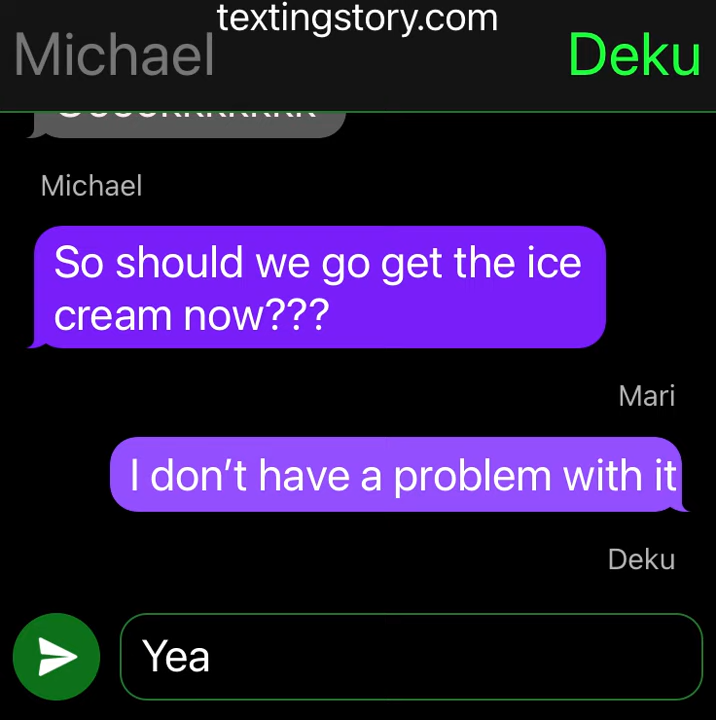 textingstory.com
Michael Deku
Michael
So should we go get the ice
cream now???
Mari
I don’t have a problem with it
Deku
Yea